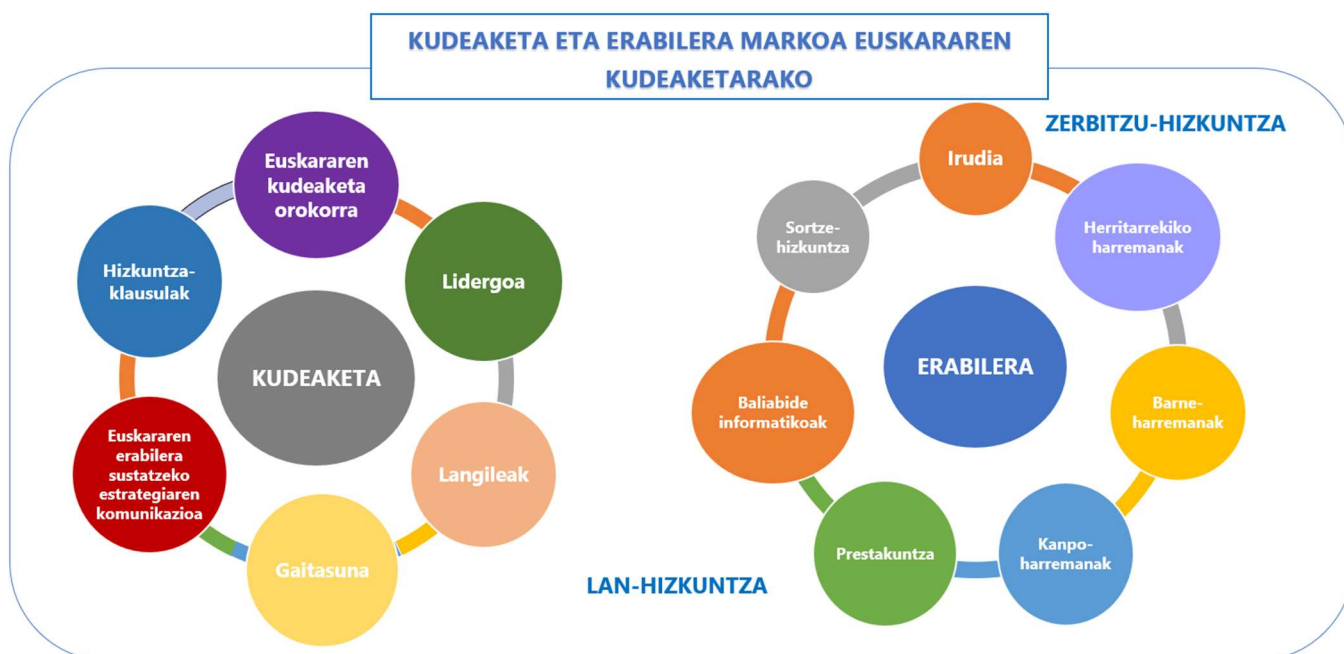 KUDEAKETA ETA ERABILERA MARKOA EUSKARAREN
KUDEAKETARAKO
Euskararen
kudeaketa
orokorra
Lidergoa
Langileak
Gaitasuna
Euskararen
erabilera
sustatzeko
estrategiaren
komunikazioa
Hizkuntza-
klausulak
KUDEAKETA
ZERBITZU-HIZKUNTZA
Irudia
Herritarrekiko
harremanak
Barne-
harremanak
Kanpo-
harremanak
Prestakuntza
Baliabide
informatikoak
Sortze-
hizkuntza
ERABILERA
LAN-HIZKUNTZA